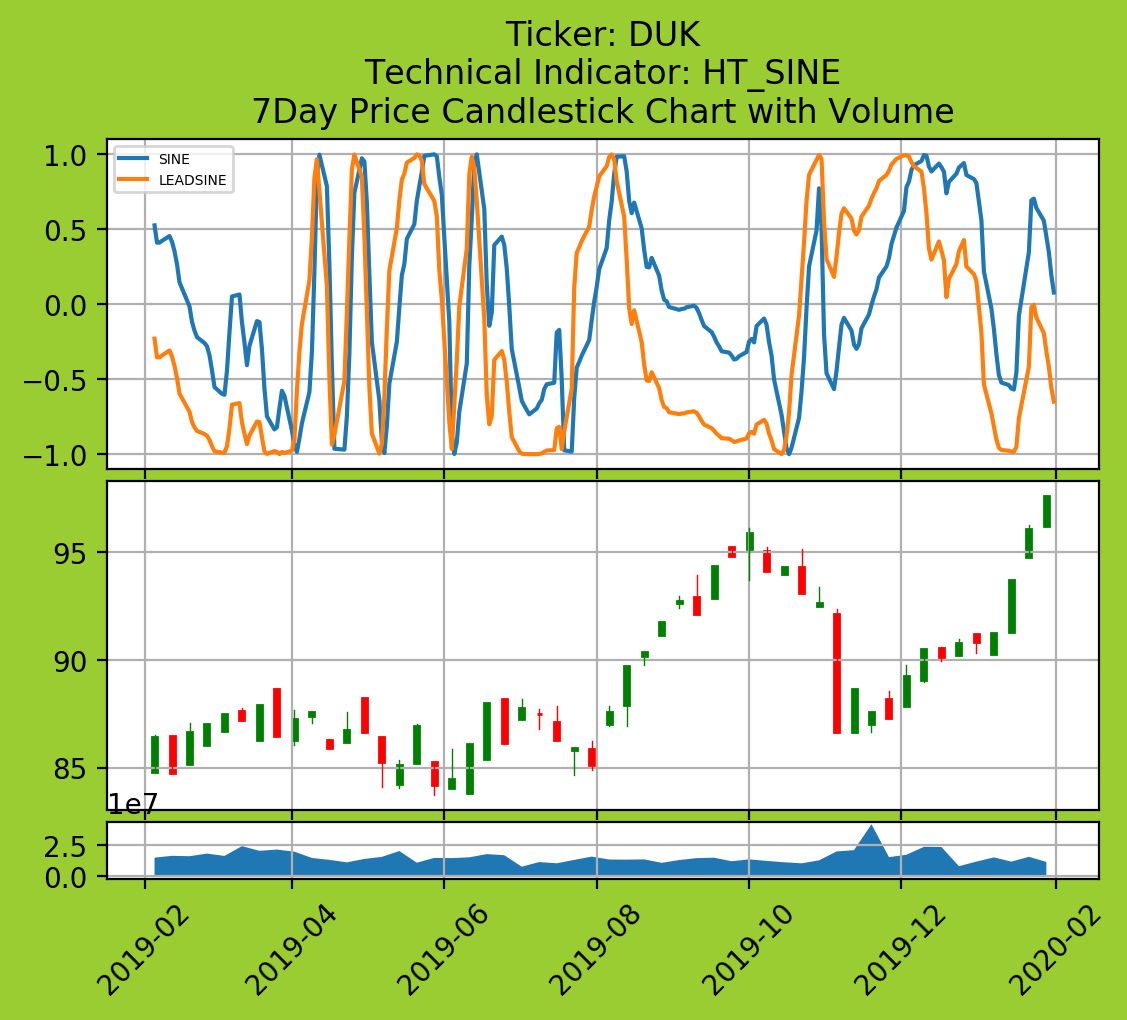 Ticker: DUK
Technical Indicator: HT_SINE
7Day Price Candlestick Chart with Volume
1.0
0.5
0.0
−0.5
−1.0
SINE
LEADSINE
95
90
85
1e7
2.5
0.0
2019-02
2019-04
2019-06
2019-08
2019-10
2019-12
2020-02